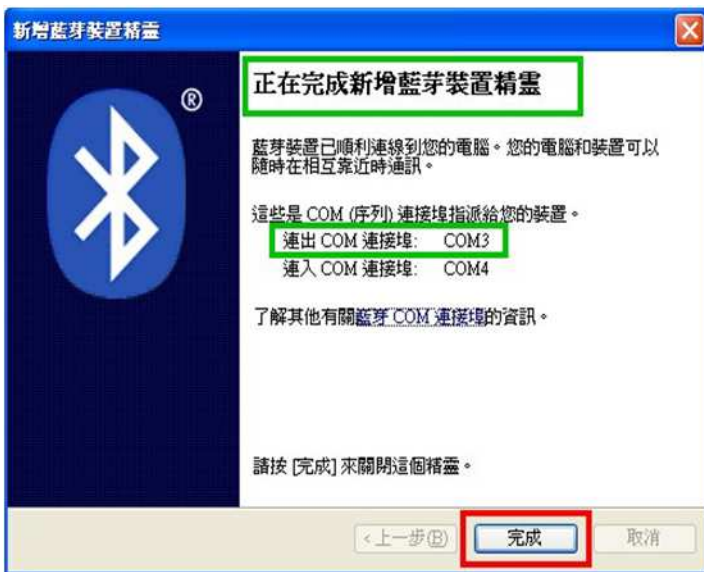 新增藍芽裝置精靈
®
正在完成新增藍芽裝置精靈
藍芽裝置已順利連線到您的電腦。您的電腦和裝置可以
隨時在相互靠近時通訊。
這些是 COM (序列) 連接埠指派給您的裝置。
連出 COM 連接埠: COM3
連入 COM 連接埠: COM4
了解其他有關藍芽 COM 連接埠的資訊。
請按 [完成] 來關閉這個精靈。
<上一步(B) 完成 取消